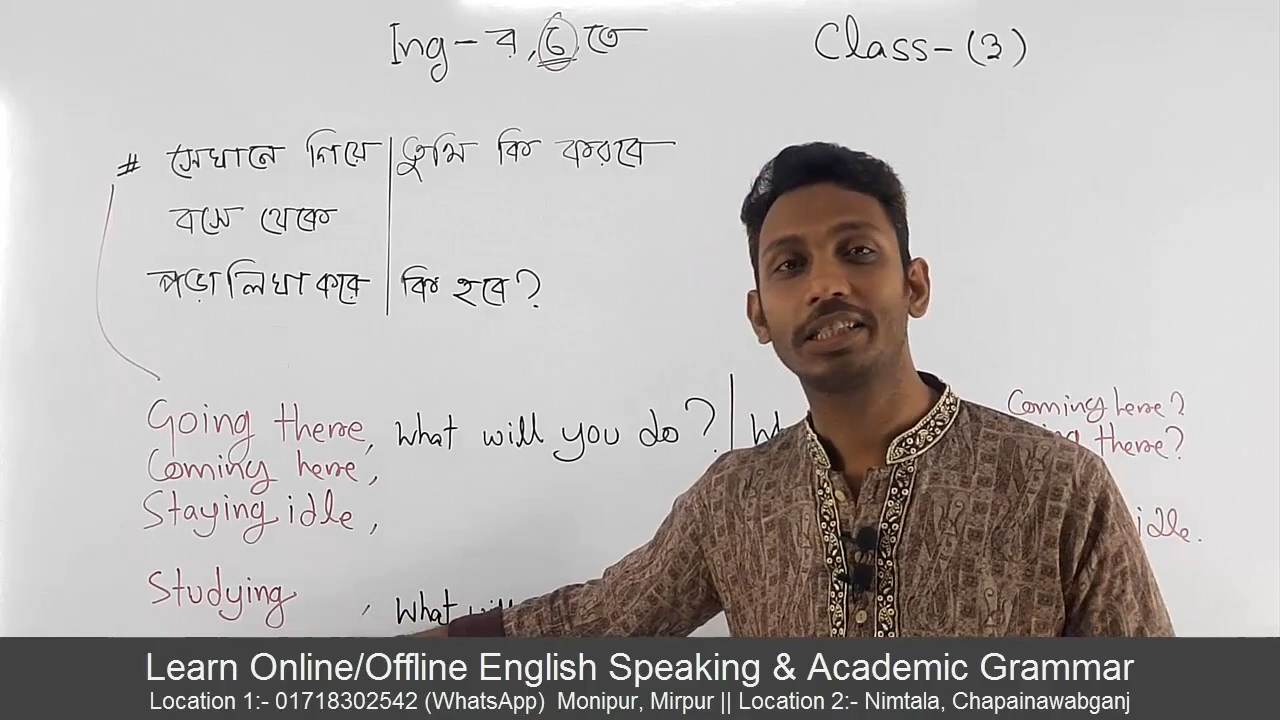 Ing - র, ে, তে
Class - (3)
# সেখানে গিয়ে | তুমি কি করবে
বসে থেকে
পড়া লিখা করে | কি হবে?
Going there, what will you do? |
Coming here,
Staying idle,
Studying , what will
Coming here?
there?
idle.
Learn Online/Offline English Speaking & Academic Grammar
Location 1:- 01718302542 (WhatsApp) Monipur, Mirpur || Location 2:- Nimtala, Chapainawabganj